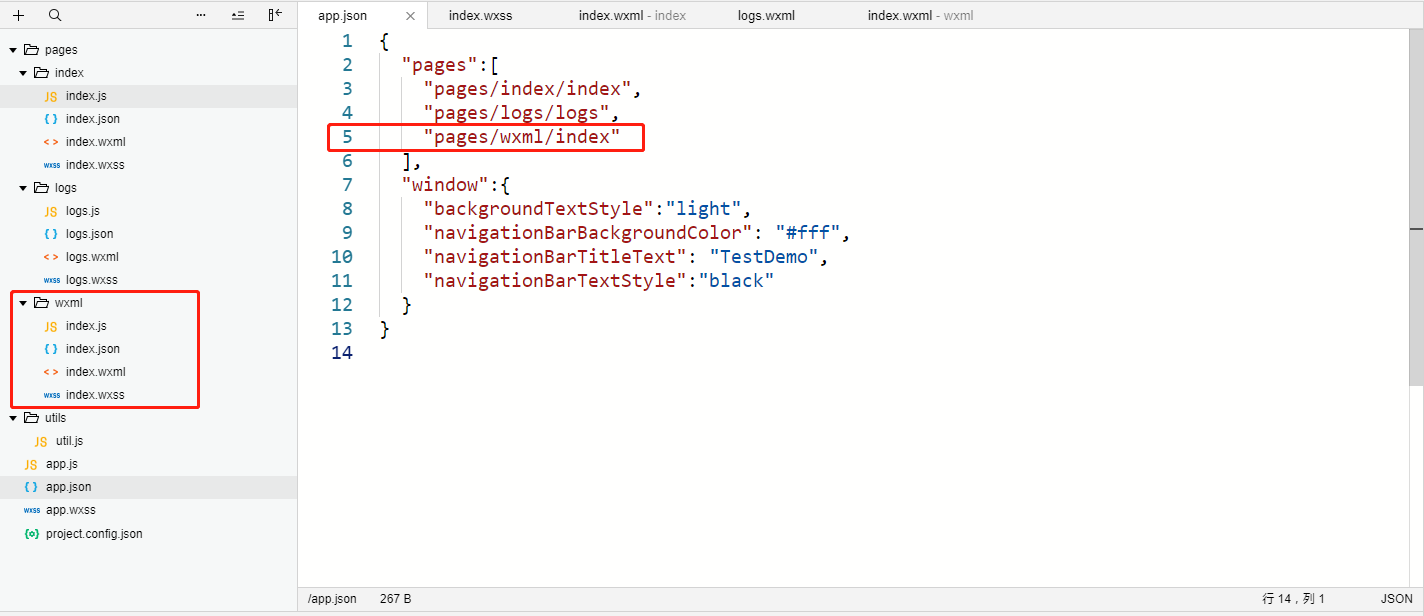 app.json index.wxss index.wxml - index logs.wxml index.wxml - wxml
pages
index
JS index.js
{ } index.json
< > index.wxml
wxss index.wxss
logs
JS logs.js
{ } logs.json
< > logs.wxml
wxss logs.wxss
wxml
JS index.js
{ } index.json
< > index.wxml
wxss index.wxss
utils
JS util.js
JS app.js
{ } app.json
wxss app.wxss
project.config.json
1 {
2 "pages":[
3 "pages/index/index",
4 "pages/logs/logs",
5 "pages/wxml/index"
6 ],
7 "window":{
8 "backgroundTextStyle":"light",
9 "navigationBarBackgroundColor": "#fff",
10 "navigationBarTitleText": "TestDemo",
11 "navigationBarTextStyle":"black"
12 }
13 }
14
/app.json 267 B 行 14，列 1 JSON